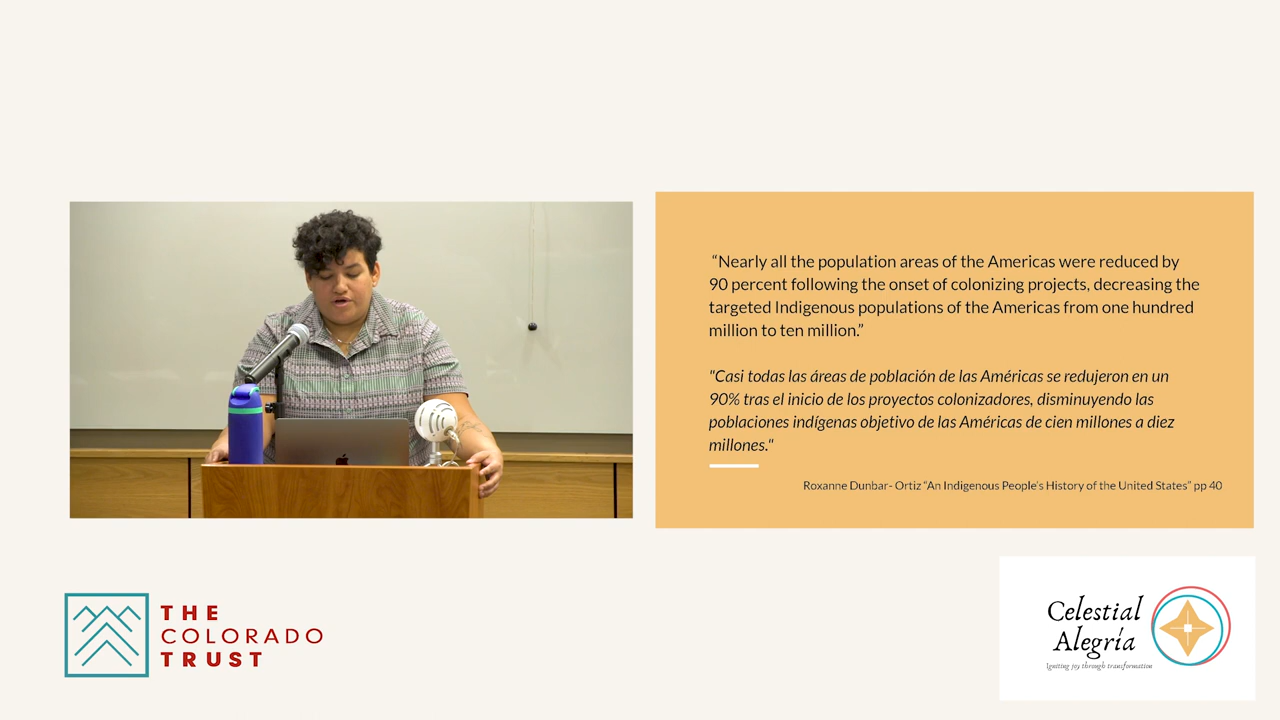 “Nearly all the population areas of the Americas were reduced by
90 percent following the onset of colonizing projects, decreasing the
targeted Indigenous populations of the Americas from one hundred
million to ten million.”
"Casi todas las áreas de población de las Américas se redujeron en un
90% tras el inicio de los proyectos colonizadores, disminuyendo las
poblaciones indígenas objetivo de las Américas de cien millones a diez
millones."
Roxanne Dunbar- Ortiz “An Indigenous People’s History of the United States” pp 40
THE
COLORADO
TRUST
Celestial
Alegría
Igniting joy through transformation